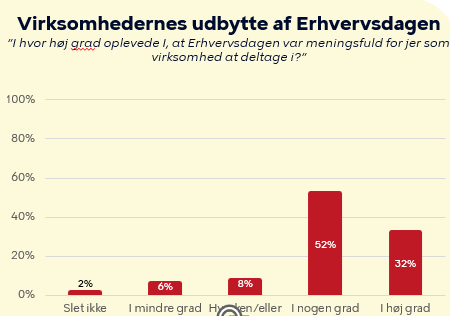 Virksomhedernes udbytte af Erhvervsdagen
"I hvor høj grad oplevede I, at Erhvervsdagen var meningsfuld for jer som
virksomhed at deltage i?"
100%
80%
60%
40%
20%
0%
2%
6%
8%
52%
32%
Slet ikke
I mindre grad
I nogen grad
I høj grad